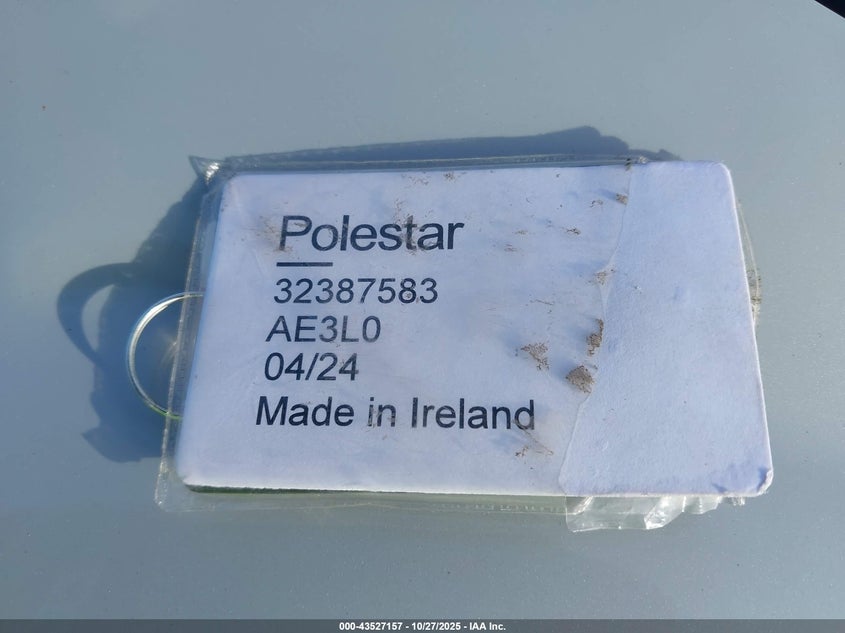 Polestar
32387583
AE3L0
04/24
Made in Ireland
000-43527157 - 10/27/2025 - IAA Inc.